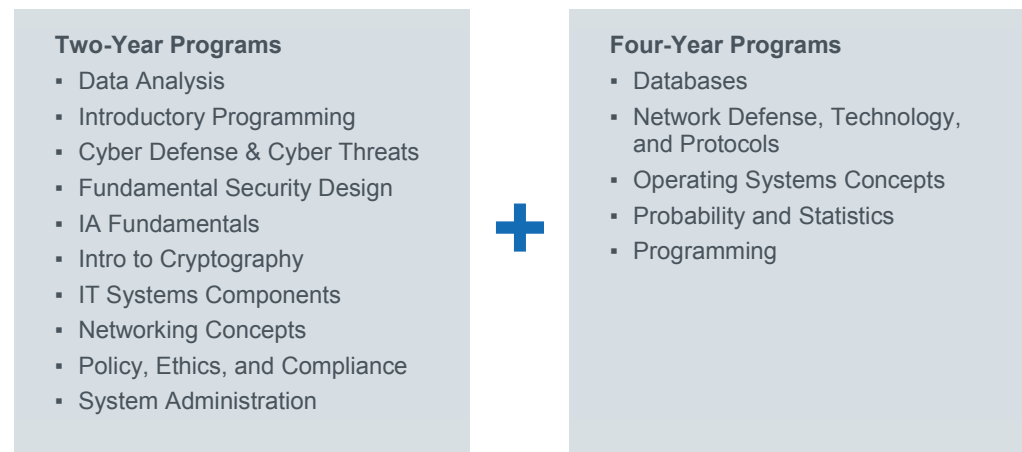 Two-Year Programs
▪ Data Analysis
▪ Introductory Programming
▪ Cyber Defense & Cyber Threats
▪ Fundamental Security Design
▪ IA Fundamentals
▪ Intro to Cryptography
▪ IT Systems Components
▪ Networking Concepts
▪ Policy, Ethics, and Compliance
▪ System Administration
Four-Year Programs
▪ Databases
▪ Network Defense, Technology,
and Protocols
▪ Operating Systems Concepts
▪ Probability and Statistics
▪ Programming